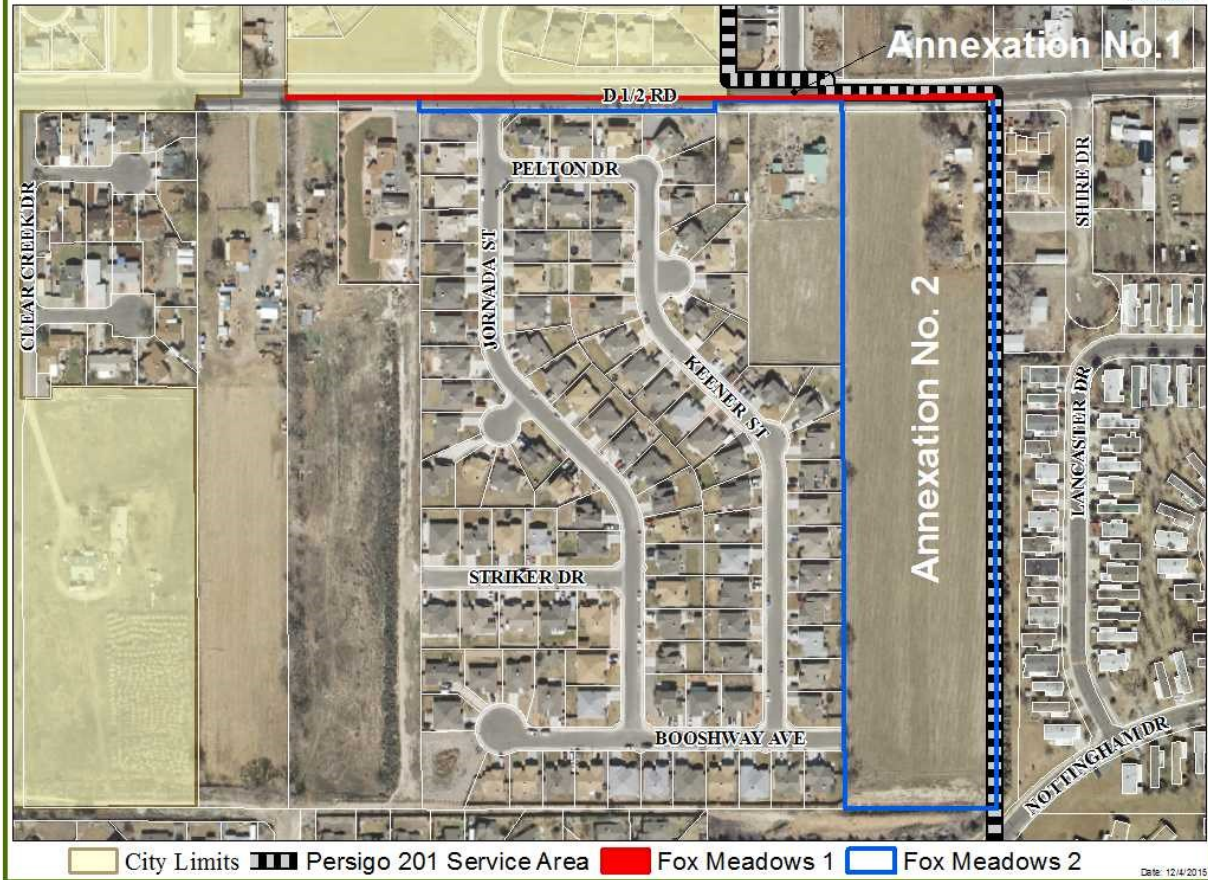 Annexation No.1
D 1/2 RD
PELTON DR
CLEAR CREEK DR
JORNADA ST
SHIRE DR
KEENER ST
Annexation No. 2
LANCASTER DR
STRIKER DR
BOOSHWAY AVE
NOTTINGHAM DR
City Limits Persigo 201 Service Area Fox Meadows 1 Fox Meadows 2
Date: 12/4/2015